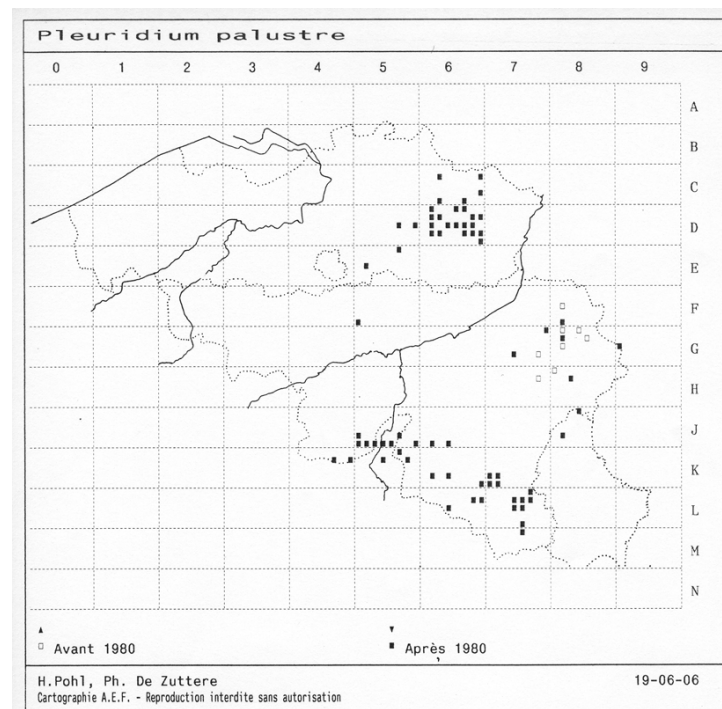 Pleuridium palustre
0 1 2 3 4 5 6 7 8 9
A
B
C
D
E
F
G
H
J
K
L
M
N
Avant 1980 Après 1980
H.Pohl, Ph. De Zuttere 19-06-06
Cartographie A.E.F. - Reproduction interdite sans autorisation